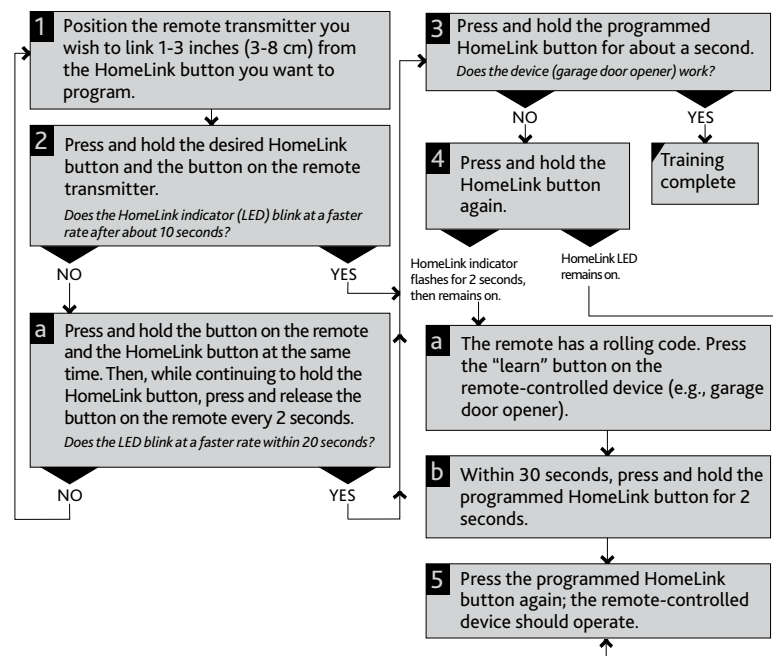 1
Position the remote transmitter you
wish to link 1-3 inches (3-8 cm) from
the HomeLink button you want to
program.
2
Press and hold the desired HomeLink
button and the button on the remote
transmitter.
Does the HomeLink indicator (LED) blink at a faster
rate after about 10 seconds?
NO
YES
a
Press and hold the button on the remote
and the HomeLink button at the same
time. Then, while continuing to hold the
HomeLink button, press and release the
button on the remote every 2 seconds.
Does the LED blink at a faster rate within 20 seconds?
NO
YES
3
Press and hold the programmed
HomeLink button for about a second.
Does the device (garage door opener) work?
NO
YES
4
Press and hold the
HomeLink button
again.
Training
complete
HomeLink indicator
flashes for 2 seconds,
then remains on.
HomeLink LED
remains on.
a
The remote has a rolling code. Press
the “learn” button on the
remote-controlled device (e.g., garage
door opener).
b
Within 30 seconds, press and hold the
programmed HomeLink button for 2
seconds.
5
Press the programmed HomeLink
button again; the remote-controlled
device should operate.